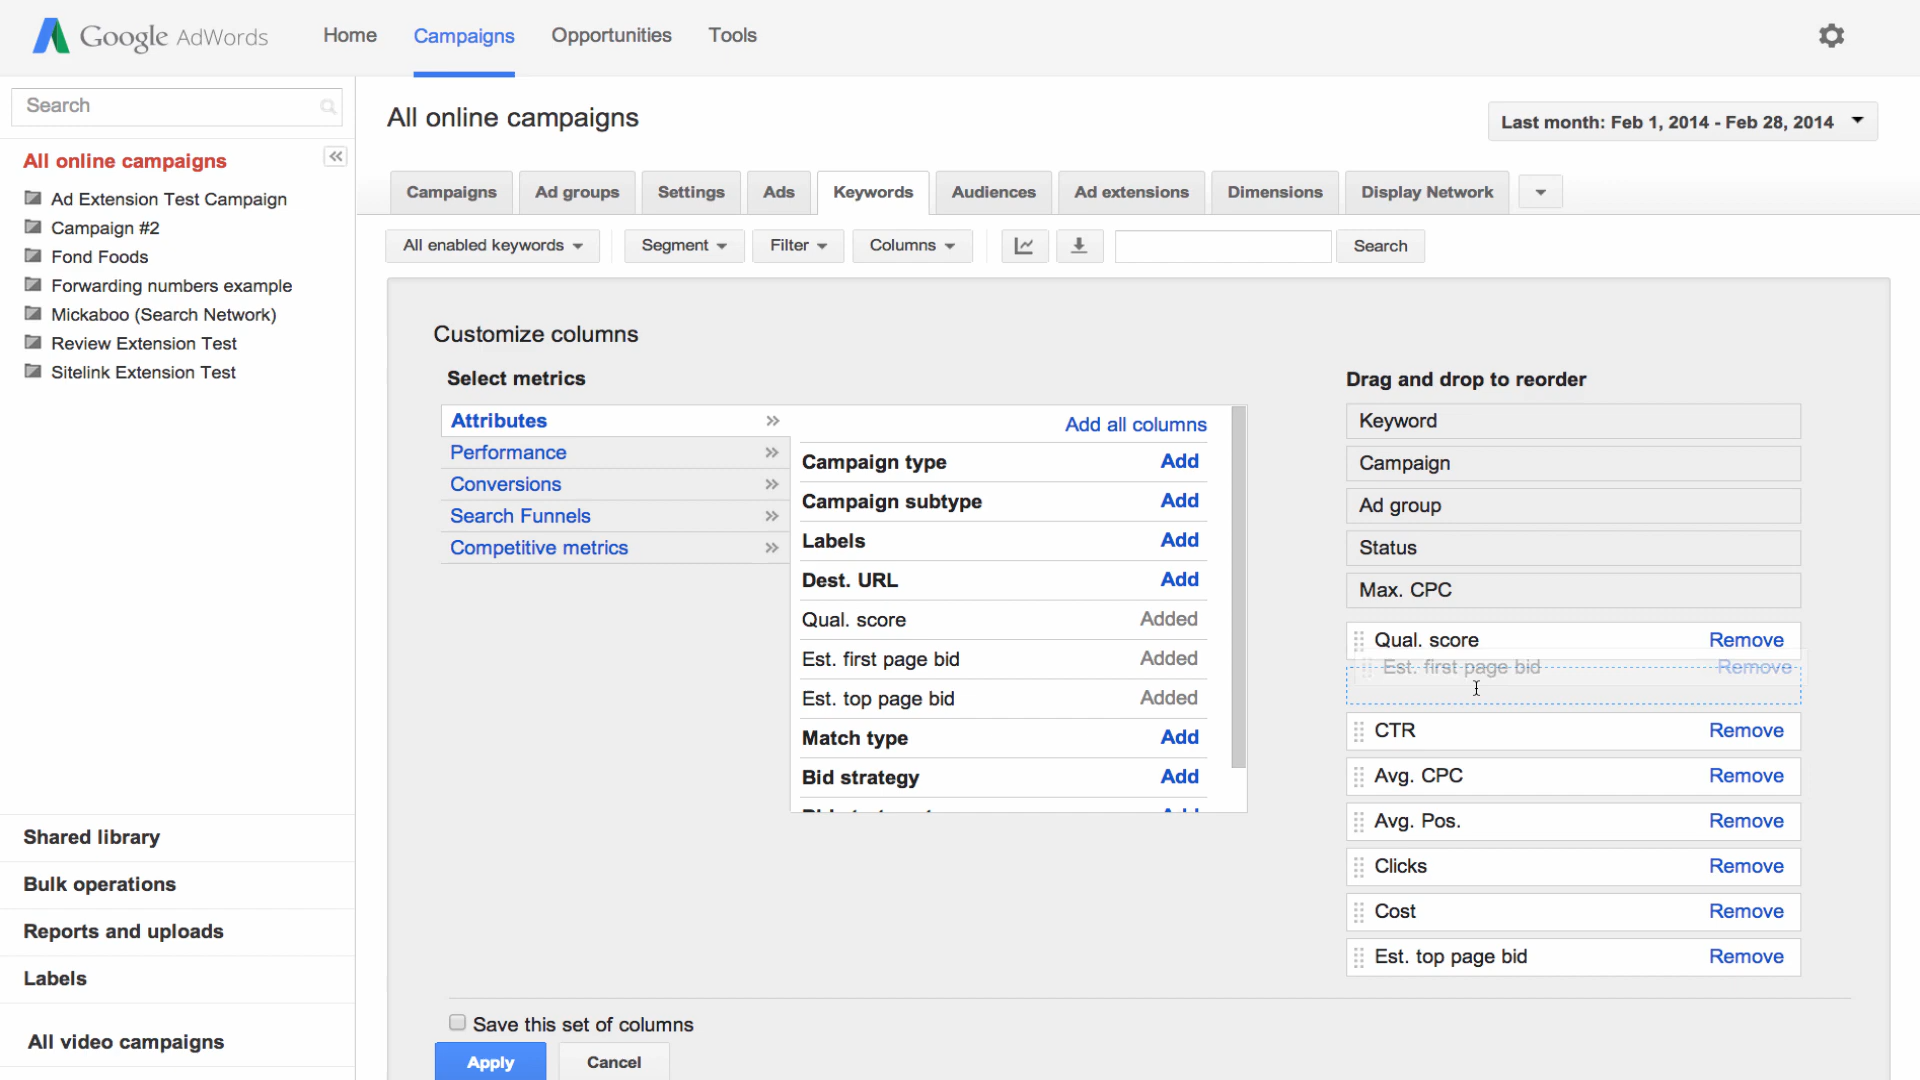 Google AdWords
Home
Campaigns
Opportunities
Tools
Search
All online campaigns
Ad Extension Test Campaign
Campaign #2
Fond Foods
Forwarding numbers example
Mickaboo (Search Network)
Review Extension Test
Sitelink Extension Test
Shared library
Bulk operations
Reports and uploads
Labels
All video campaigns
All online campaigns
Last month: Feb 1, 2014 - Feb 28, 2014
Campaigns
Ad groups
Settings
Ads
Keywords
Audiences
Ad extensions
Dimensions
Display Network
All enabled keywords
Segment
Filter
Columns
Search
Customize columns
Select metrics
Attributes
Performance
Conversions
Search Funnels
Competitive metrics
Add all columns
Campaign type Add
Campaign subtype Add
Labels Add
Dest. URL Add
Qual. score Added
Est. first page bid Added
Est. top page bid Added
Match type Add
Bid strategy Add
Drag and drop to reorder
Keyword
Campaign
Ad group
Status
Max. CPC
Qual. score Remove
Est. first page bid Remove
CTR Remove
Avg. CPC Remove
Avg. Pos. Remove
Clicks Remove
Cost Remove
Est. top page bid Remove
Save this set of columns
Apply
Cancel